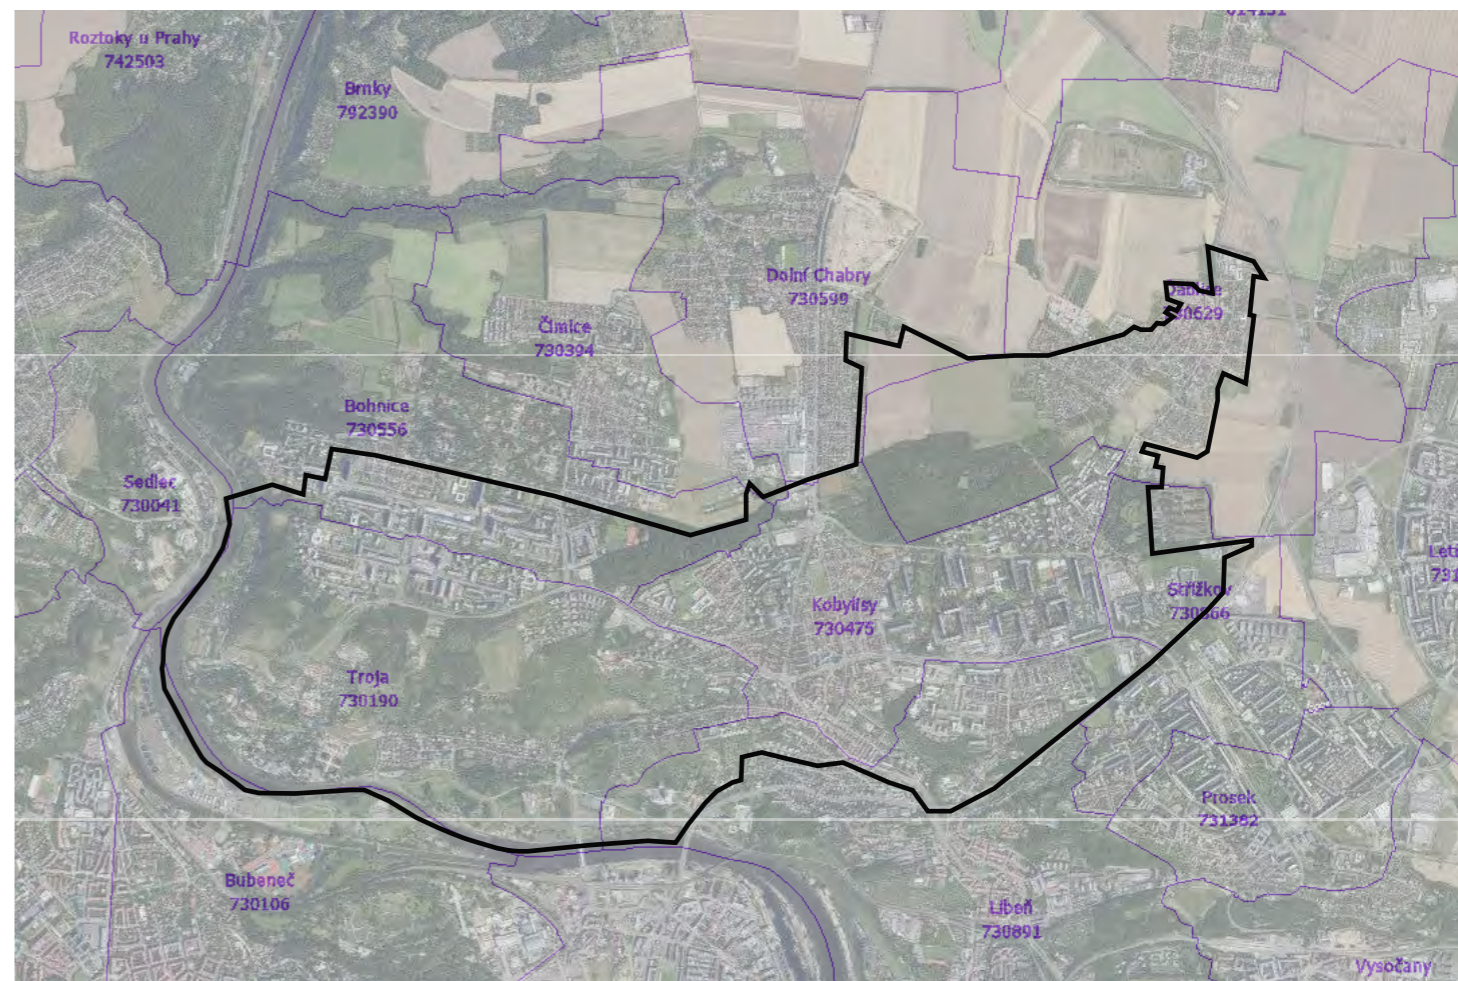 Roztoky u Prahy
742503
Brnky
792390
Dolní Chabry
730599
Čimice
730394
Bohnice
730556
Sedlec
730041
Střížkov
730866
Kobylisy
730475
Troja
730190
Prosek
731382
Bubeneč
730106
Libeň
730891
Vysočany